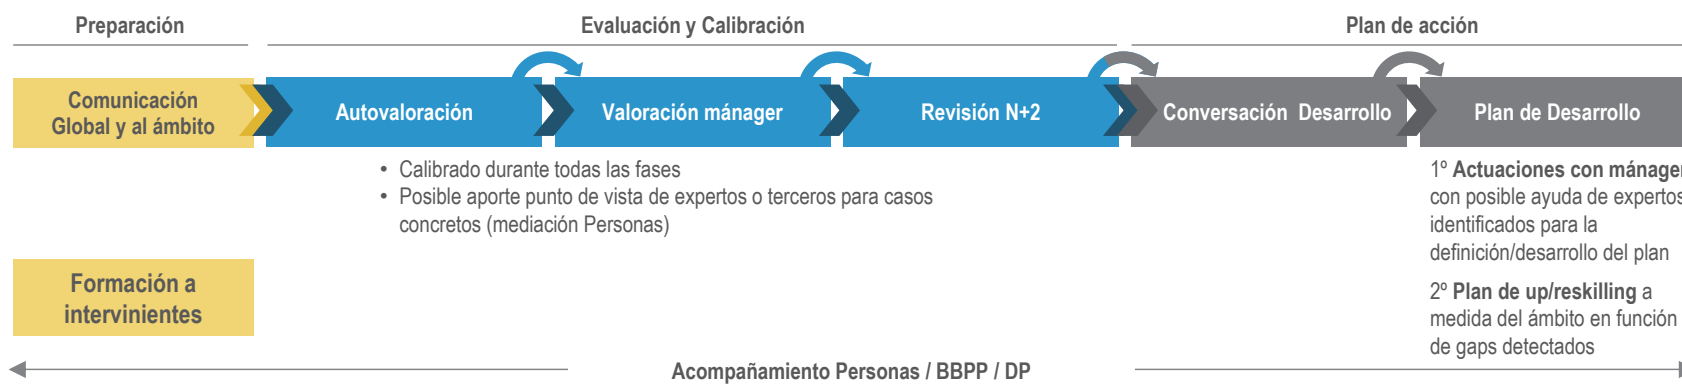 Preparación
Evaluación y Calibración
Plan de acción
Comunicación
Global y al ámbito
Autovaloración
Valoración mánager
Revisión N+2
Conversación Desarrollo
Plan de Desarrollo
• Calibrado durante todas las fases
• Posible aporte punto de vista de expertos o terceros para casos
concretos (mediación Personas)
1º Actuaciones con mánager
con posible ayuda de expertos
identificados para la
definición/desarrollo del plan
Formación a
intervinientes
2º Plan de up/reskilling a
medida del ámbito en función
de gaps detectados
Acompañamiento Personas / BBPP / DP